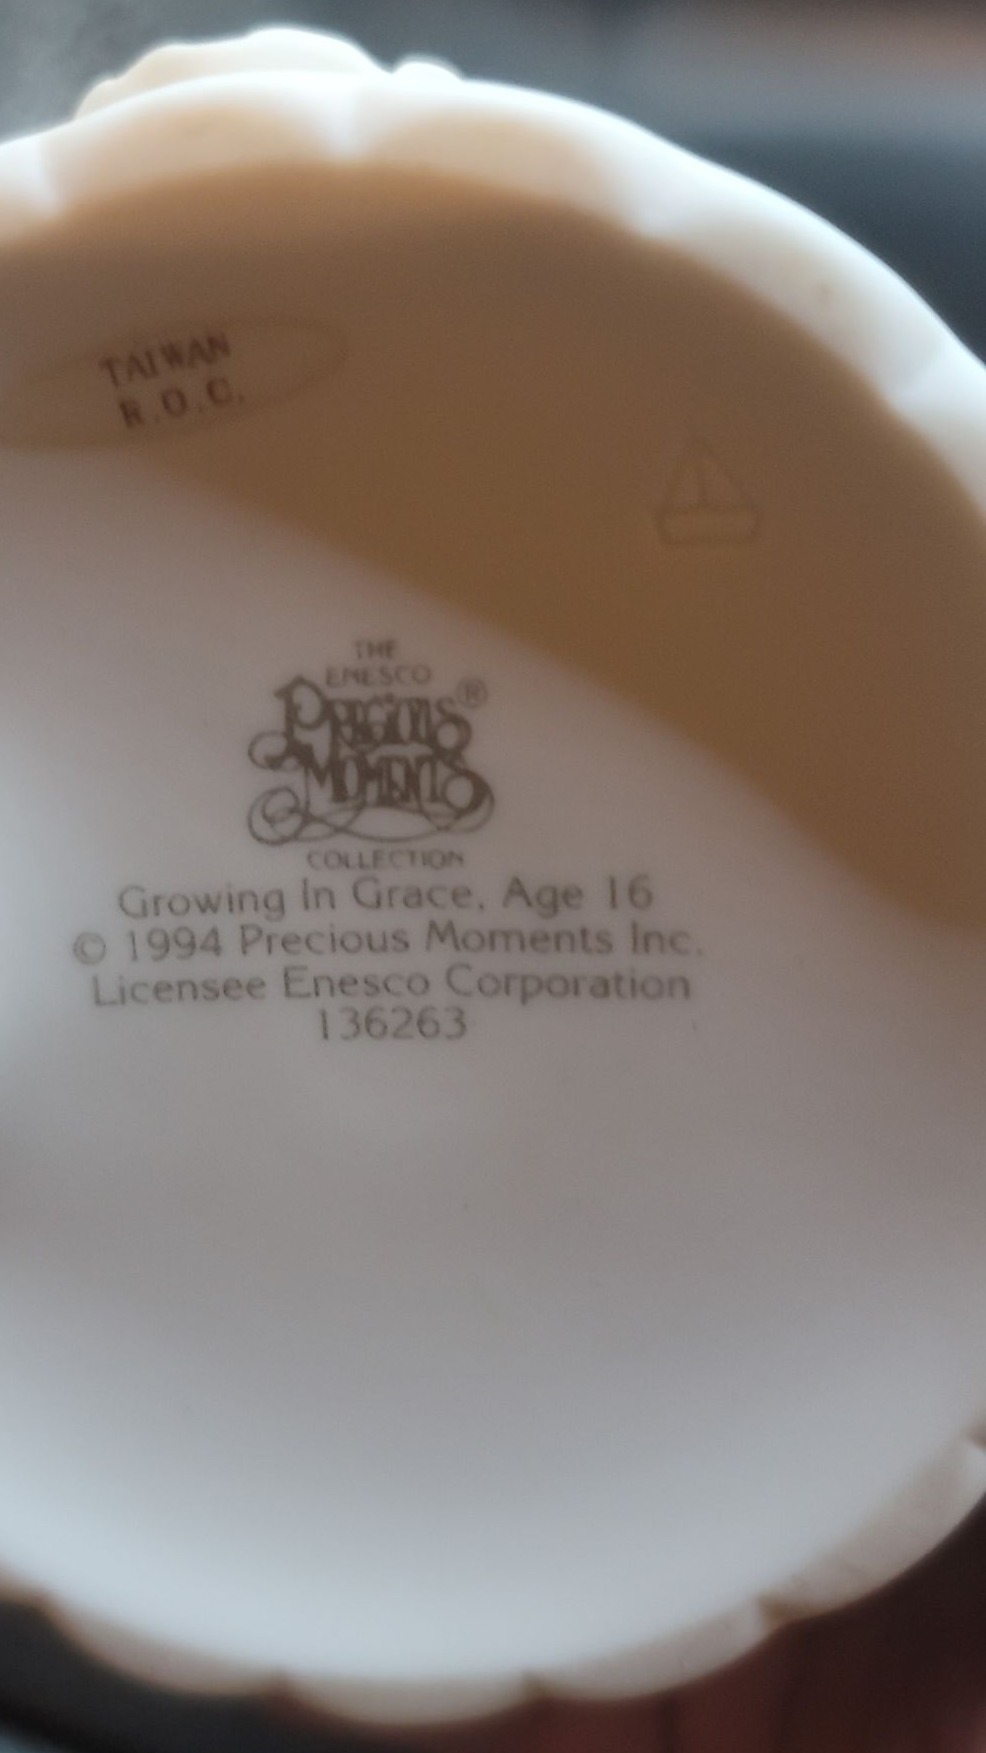 TAIWAN
R.O.C.
THE
ENESCO
PRECIOUS®
MOMENTS
COLLECTION
Growing In Grace, Age 16
© 1994 Precious Moments Inc.
Licensee Enesco Corporation
136263